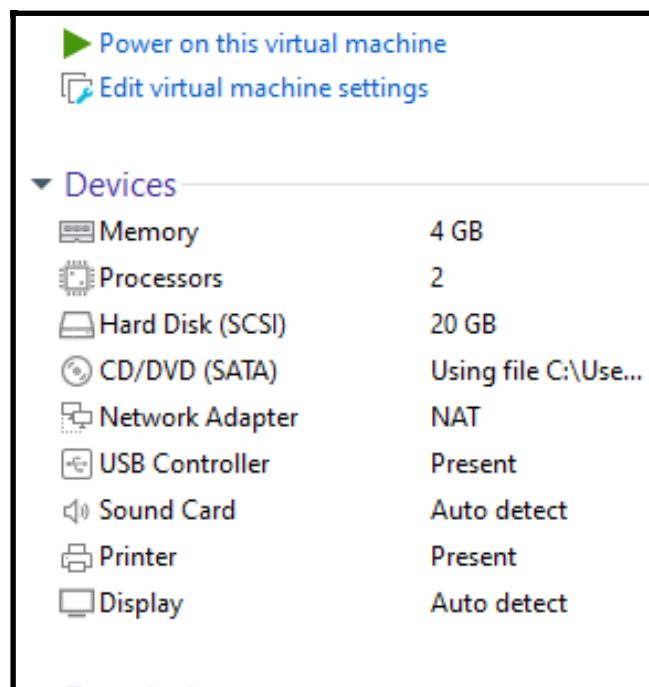 Power on this virtual machine
Edit virtual machine settings
Devices
Memory 4 GB
Processors 2
Hard Disk (SCSI) 20 GB
CD/DVD (SATA) Using file C:\Use...
Network Adapter NAT
USB Controller Present
Sound Card Auto detect
Printer Present
Display Auto detect